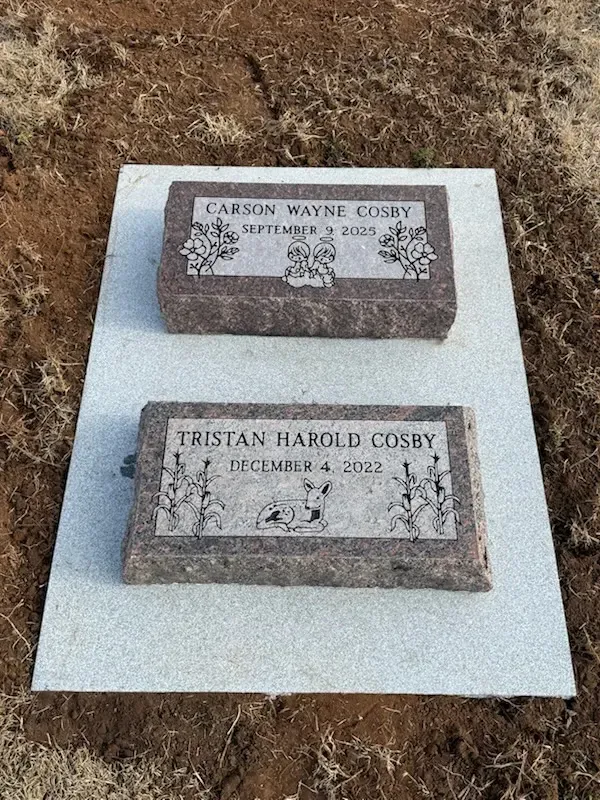 CARSON WAYNE COSBY
SEPTEMBER 9 2025
TRISTAN HAROLD COSBY
DECEMBER 4, 2022